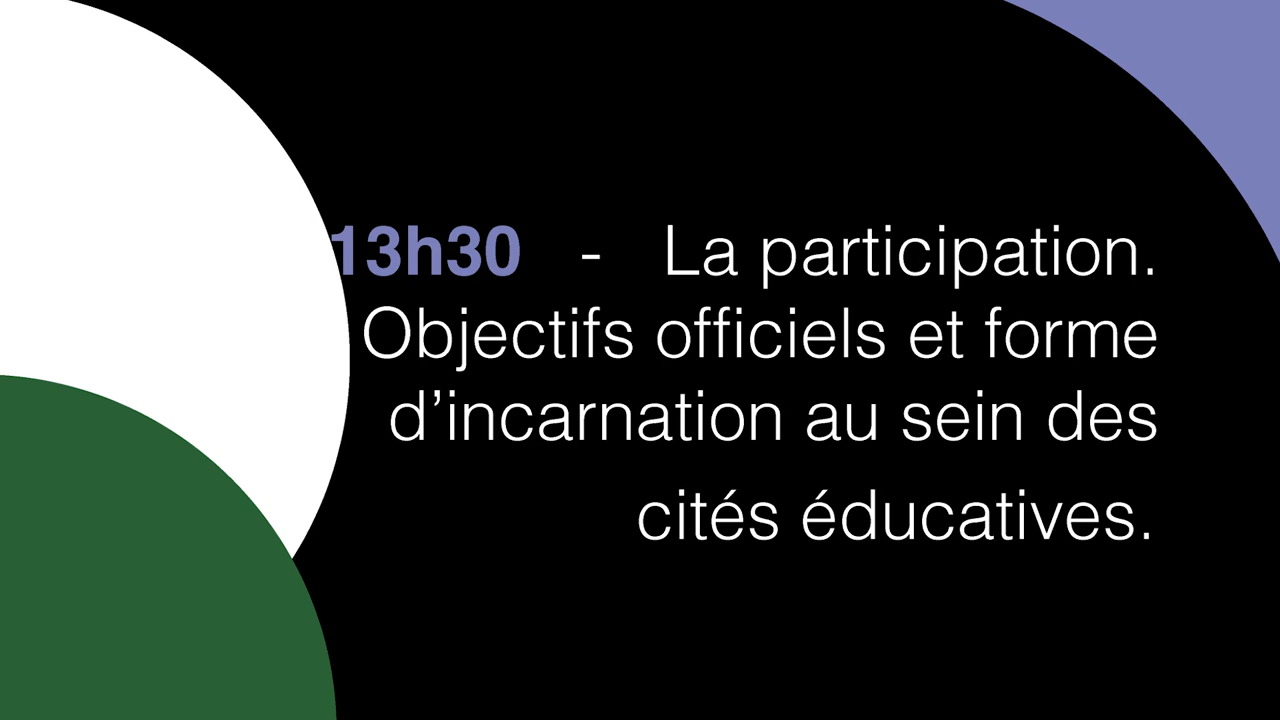 13h30 - La participation.
Objectifs officiels et forme
d’incarnation au sein des
cités éducatives.